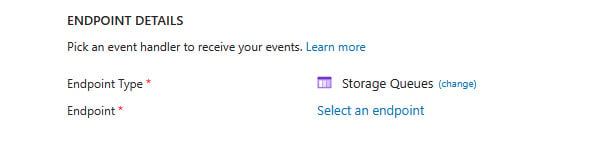 ENDPOINT DETAILS
Pick an event handler to receive your events. Learn more
Endpoint Type * Storage Queues (change)
Endpoint * Select an endpoint